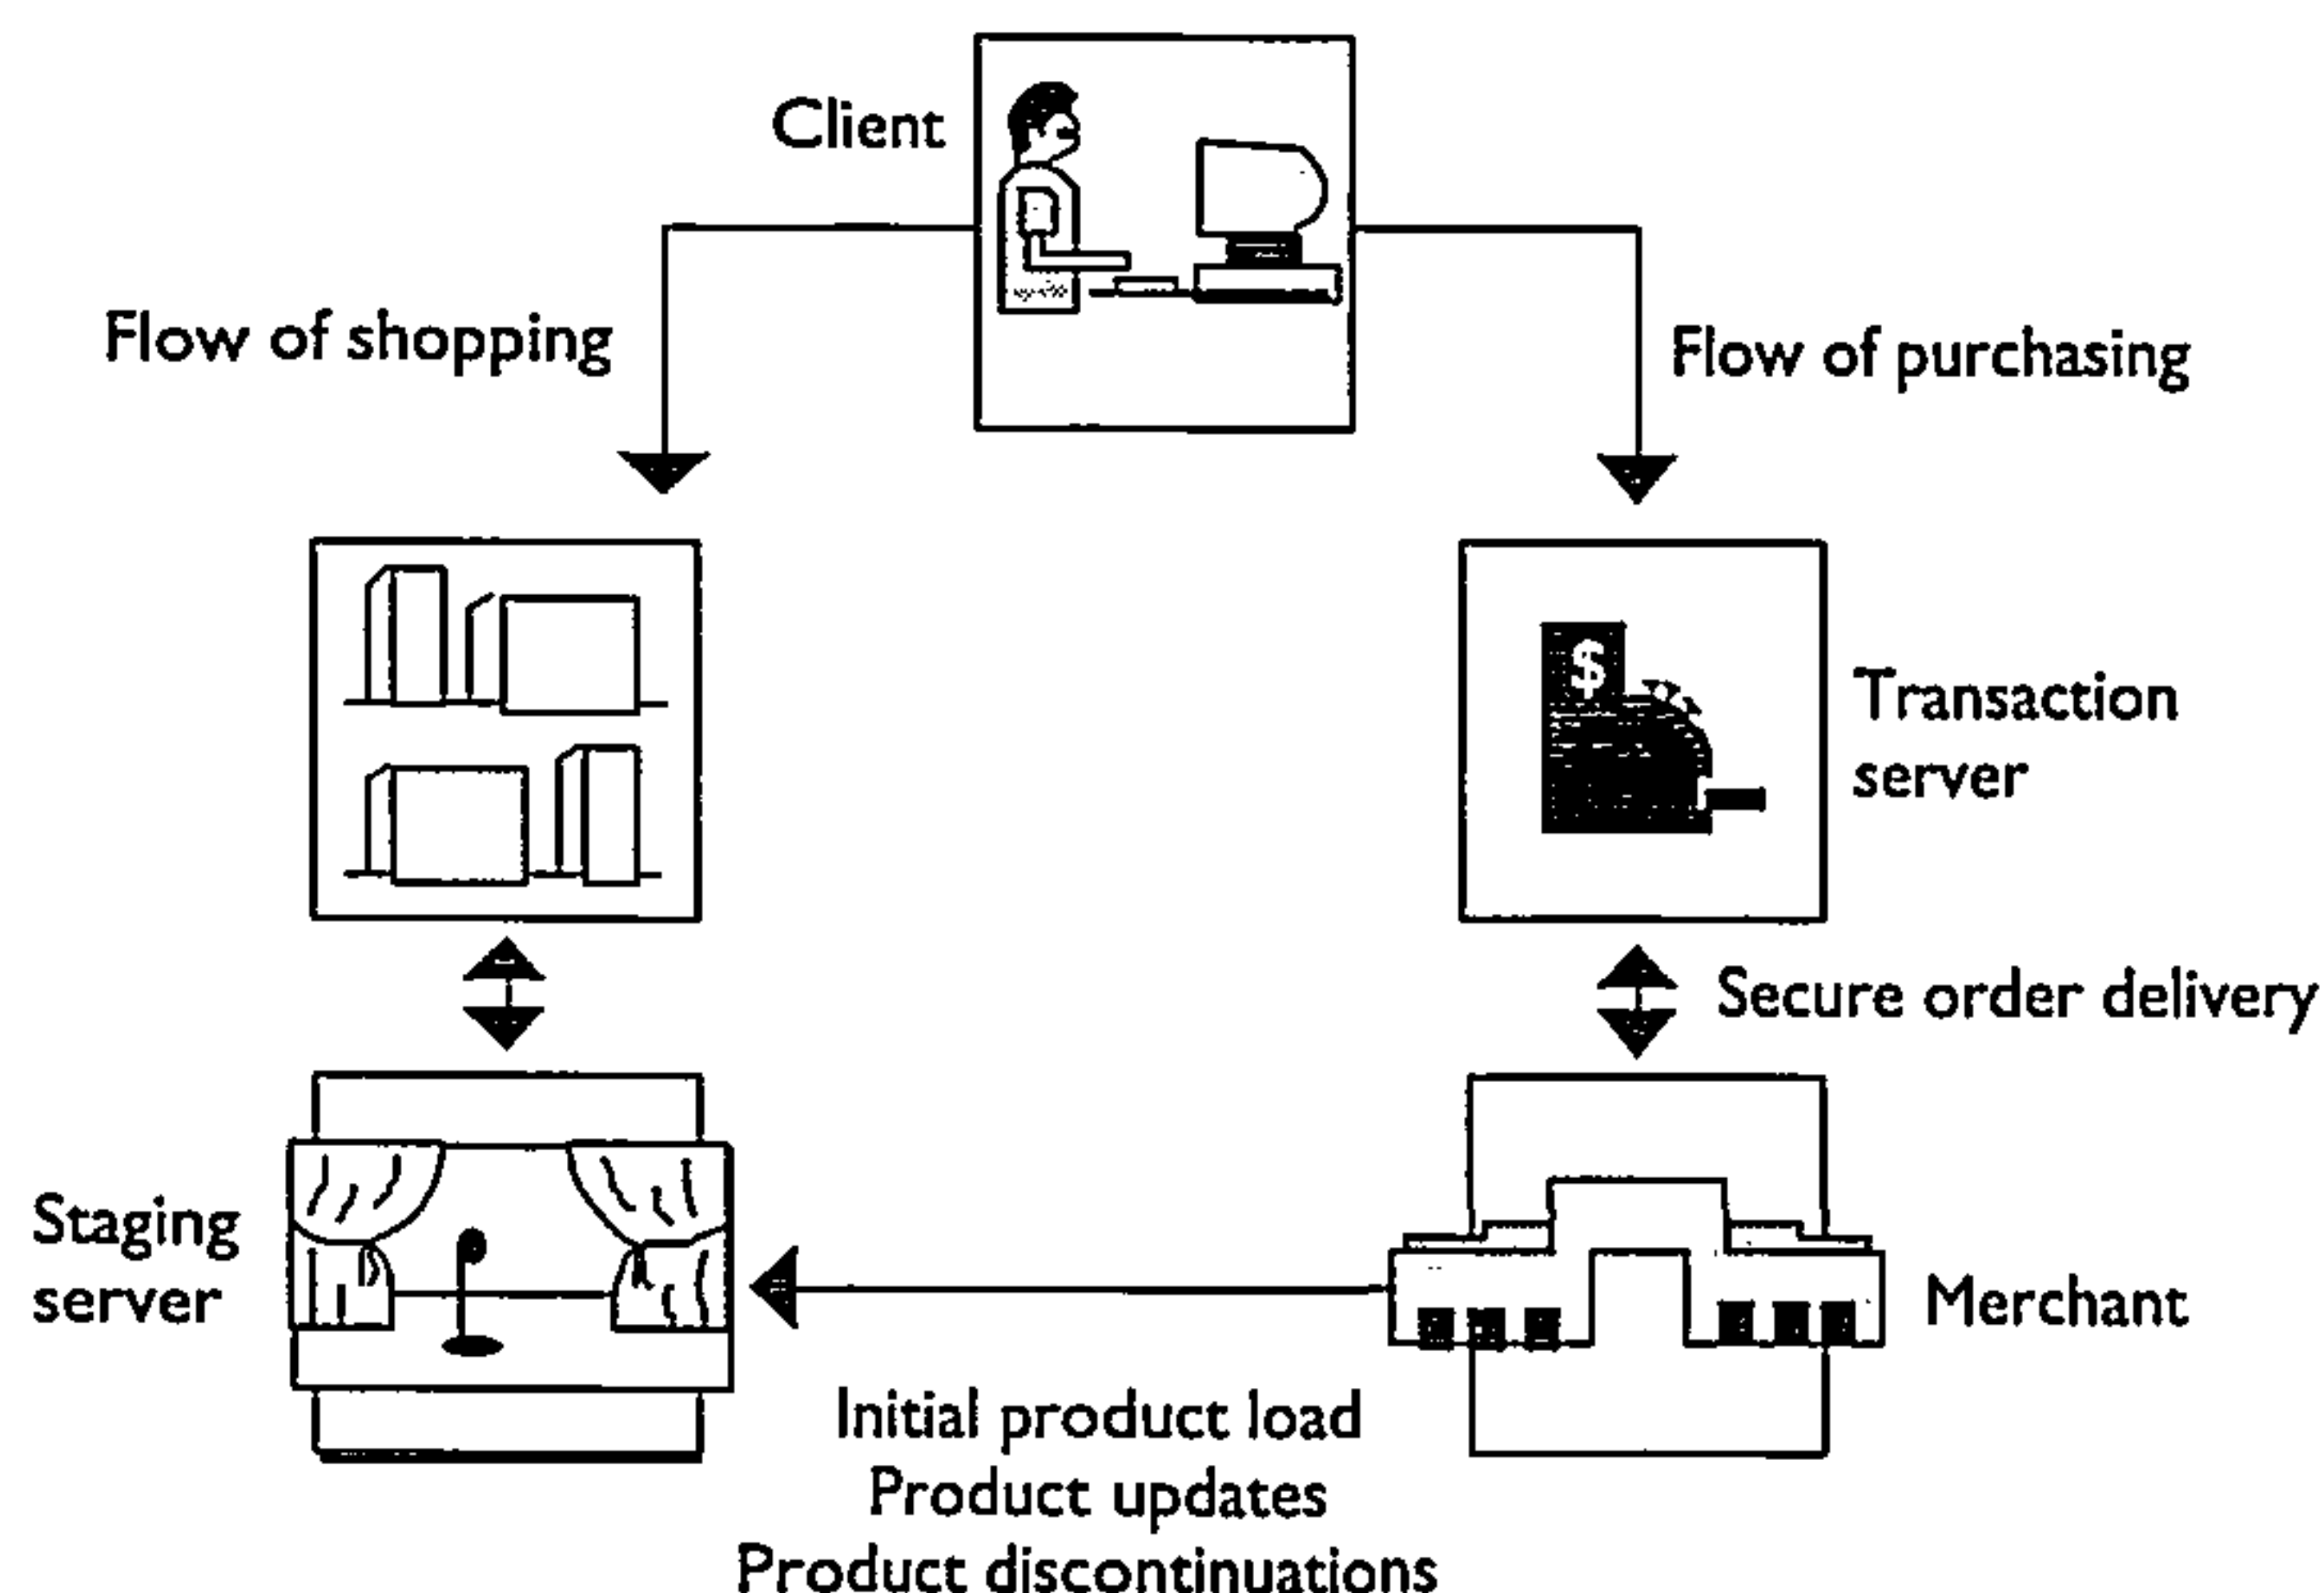 Client
Flow of shopping
Flow of purchasing
$
Transaction
server
Secure order delivery
Staging
server
Merchant
Initial product load
Product updates
Product discontinuations